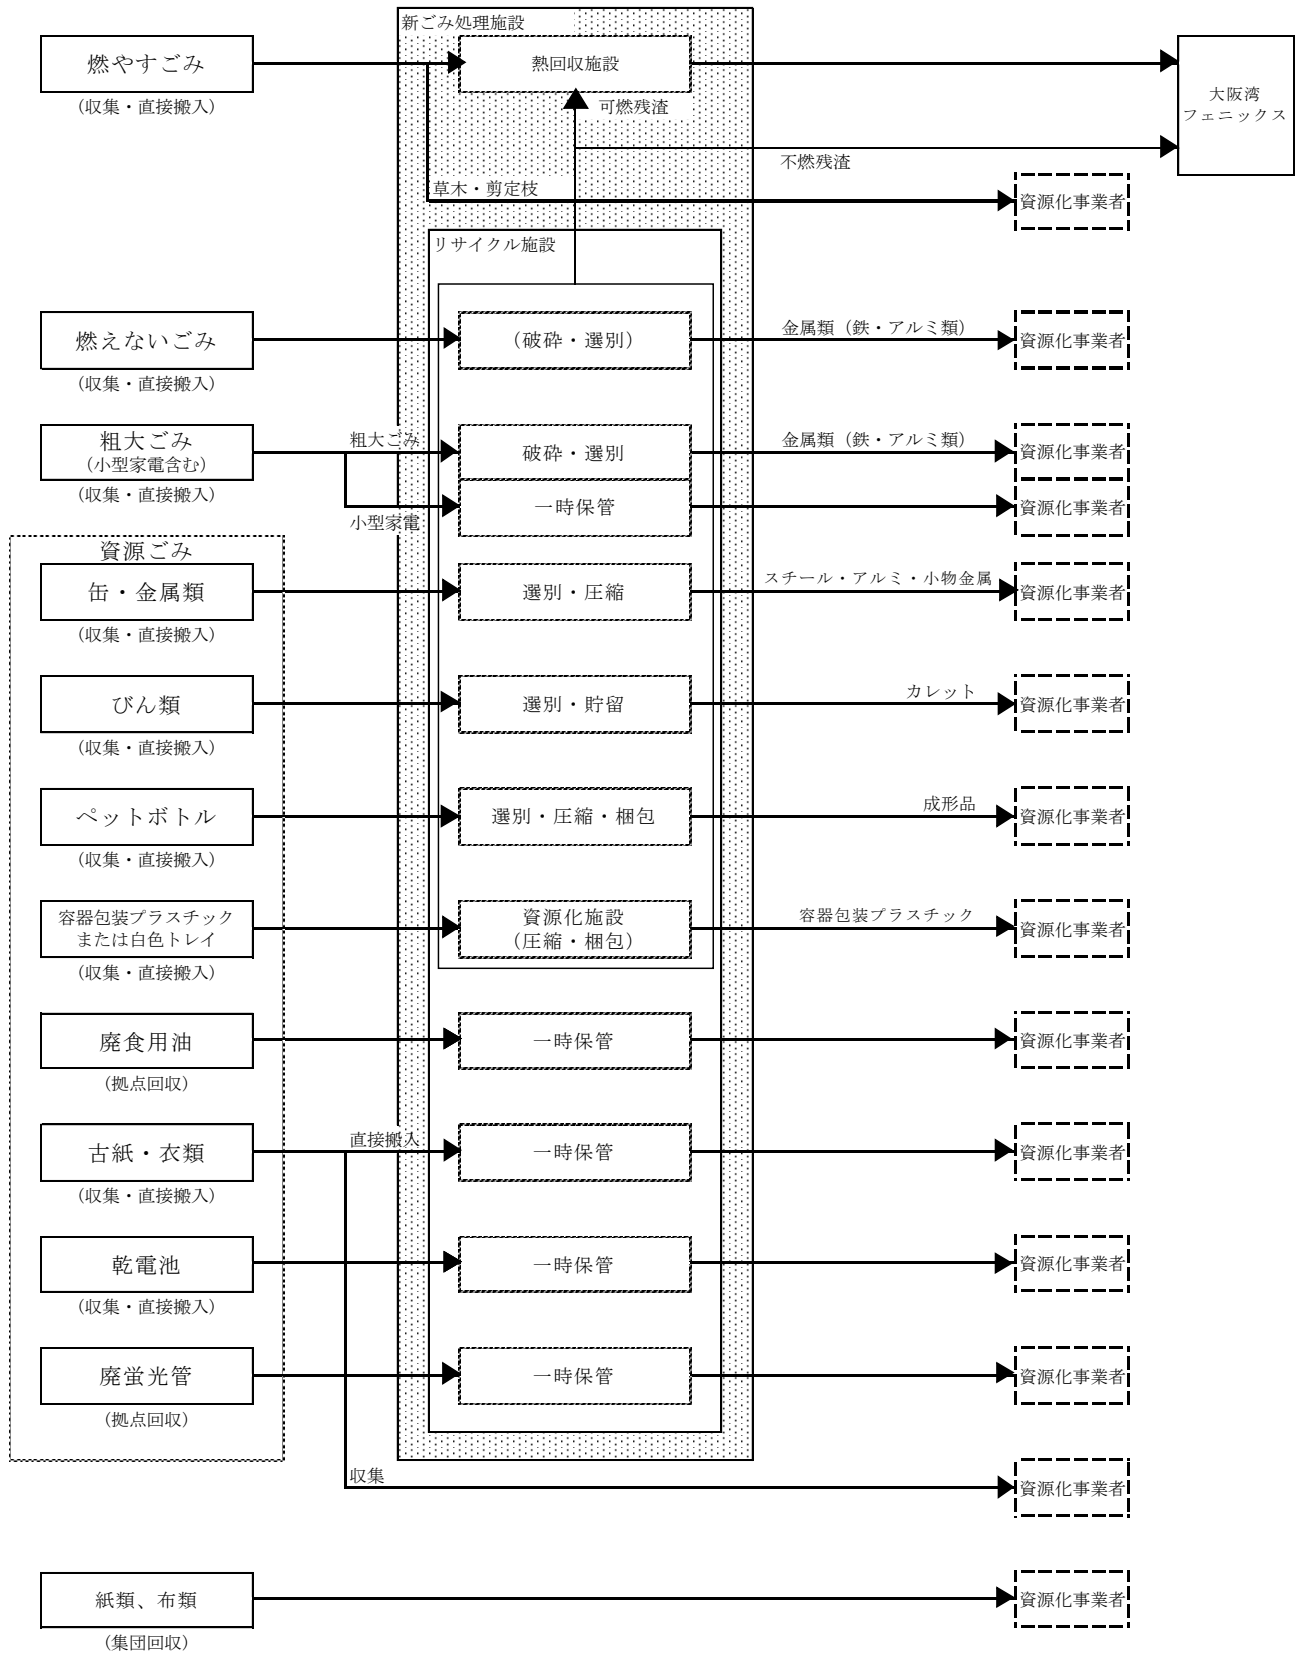 新ごみ処理施設
燃やすごみ
(収集・直接搬入)
熱回収施設
可燃残渣
大阪湾
フェニックス
不燃残渣
草木・剪定枝
資源化事業者
リサイクル施設
燃えないごみ
(収集・直接搬入)
(破砕・選別)
金属類(鉄・アルミ類)
資源化事業者
粗大ごみ
(小型家電含む)
(収集・直接搬入)
粗大ごみ
破砕・選別
金属類(鉄・アルミ類)
資源化事業者
小型家電
一時保管
資源化事業者
資源ごみ
缶・金属類
(収集・直接搬入)
選別・圧縮
スチール・アルミ・小物金属
資源化事業者
びん類
(収集・直接搬入)
選別・貯留
カレット
資源化事業者
ペットボトル
(収集・直接搬入)
選別・圧縮・梱包
成形品
資源化事業者
容器包装プラスチック
または白色トレイ
(収集・直接搬入)
資源化施設
(圧縮・梱包)
容器包装プラスチック
資源化事業者
廃食用油
(拠点回収)
一時保管
資源化事業者
古紙・衣類
(収集・直接搬入)
直接搬入
一時保管
資源化事業者
乾電池
(収集・直接搬入)
一時保管
資源化事業者
廃蛍光管
(拠点回収)
一時保管
資源化事業者
収集
資源化事業者
紙類、布類
(集団回収)
資源化事業者